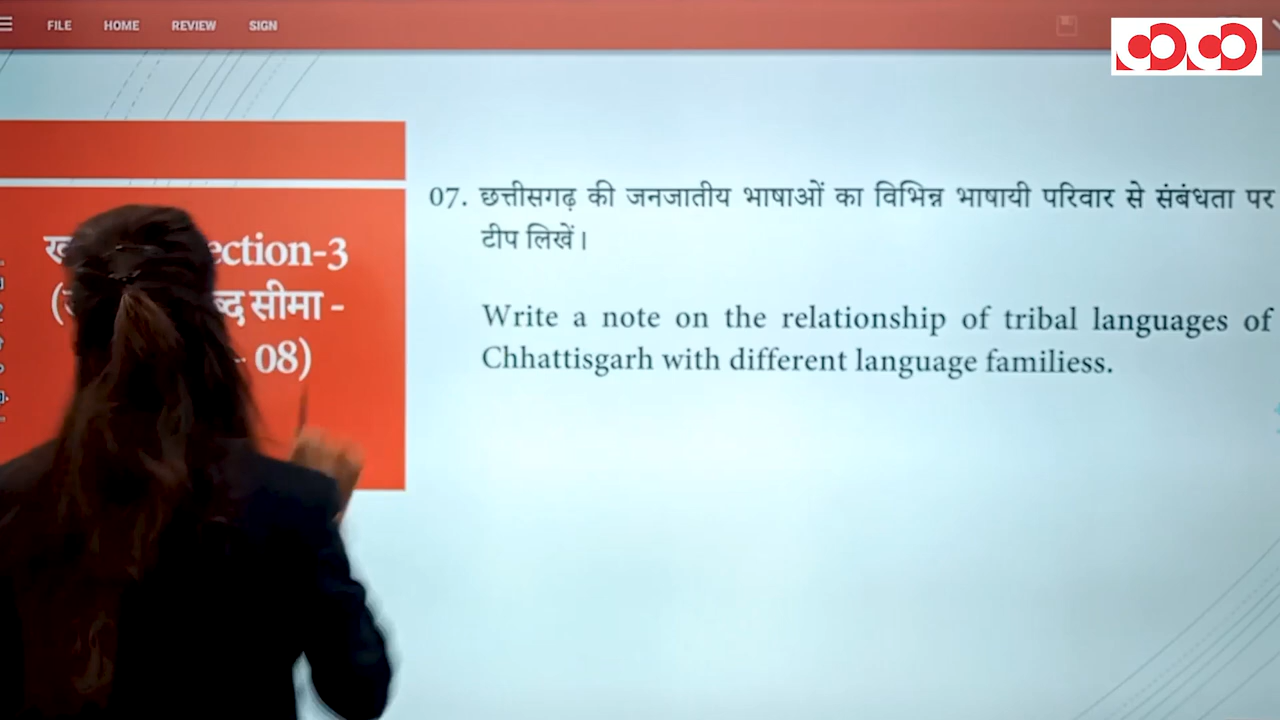 FILE HOME REVIEW SIGN
07. छत्तीसगढ़ की जनजातीय भाषाओं का विभिन्न भाषायी परिवार से संबंधता पर
टीप लिखें।
Write a note on the relationship of tribal languages of
Chhattisgarh with different language familiess.
ection-3
सीमा -
08)